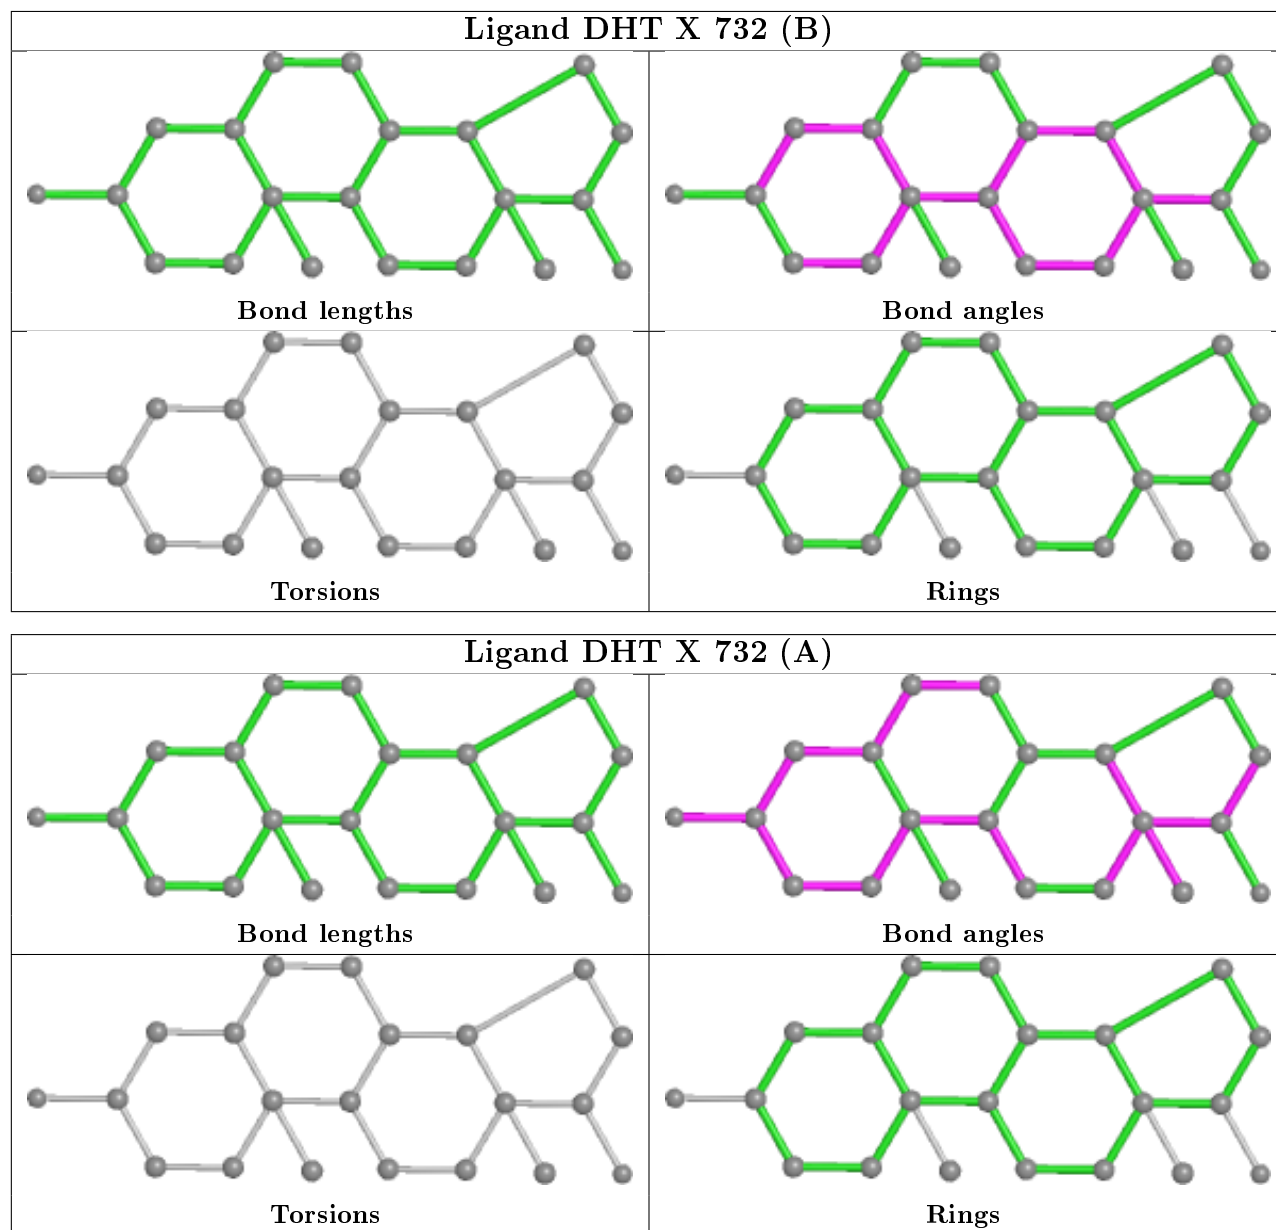 Ligand DHT X 732 (B)
Bond lengths
Bond angles
Torsions
Rings
Ligand DHT X 732 (A)
Bond lengths
Bond angles
Torsions
Rings